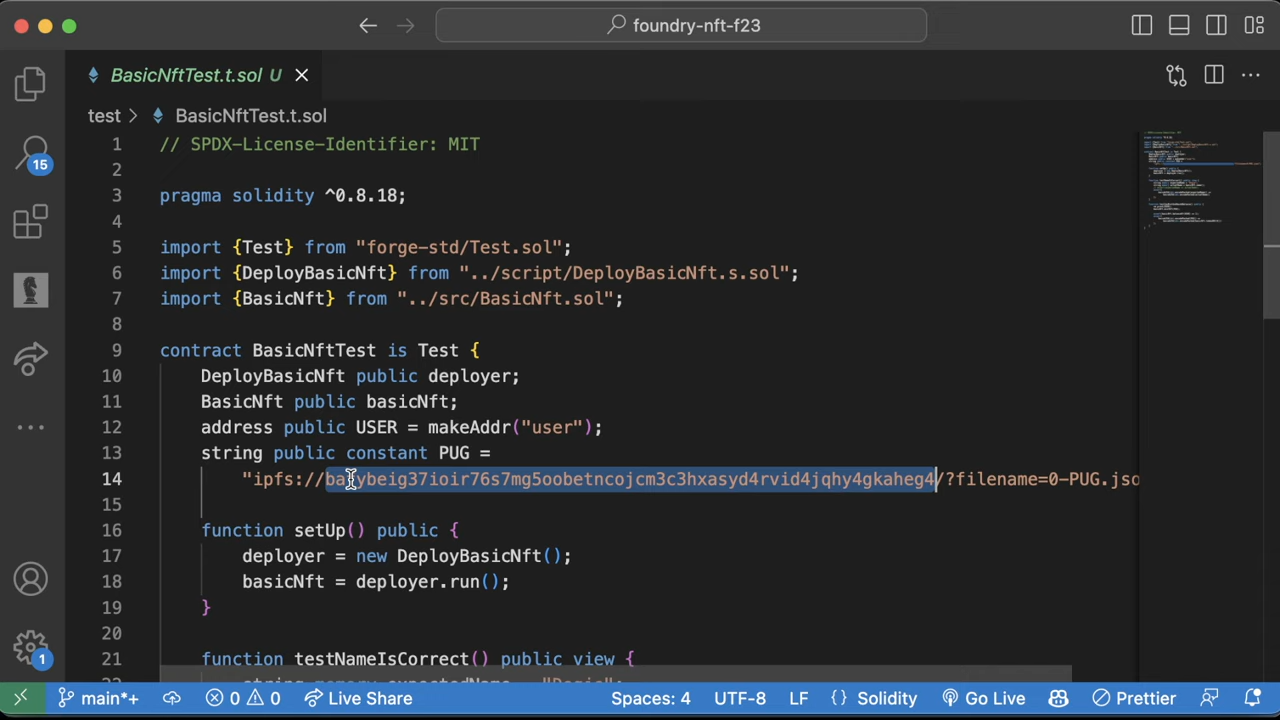 foundry-nft-f23
BasicNftTest.t.sol U
test > BasicNftTest.t.sol
15
1 // SPDX-License-Identifier: MIT
2
3 pragma solidity ^0.8.18;
4
5 import {Test} from "forge-std/Test.sol";
6 import {DeployBasicNft} from "../script/DeployBasicNft.s.sol";
7 import {BasicNft} from "../src/BasicNft.sol";
8
9 contract BasicNftTest is Test {
10 DeployBasicNft public deployer;
11 BasicNft public basicNft;
12 address public USER = makeAddr("user");
13 string public constant PUG =
14 "ipfs://bafybeig37ioir76s7mg5oobetncojcm3c3hxasyd4rvid4jqhy4gkaheg4/?filename=0-PUG.jso
15
16 function setUp() public {
17 deployer = new DeployBasicNft();
18 basicNft = deployer.run();
19 }
20
21 function testNameIsCorrect() public view {
1
main*+ 0 0 Live Share Spaces: 4 UTF-8 LF {} Solidity Go Live Prettier